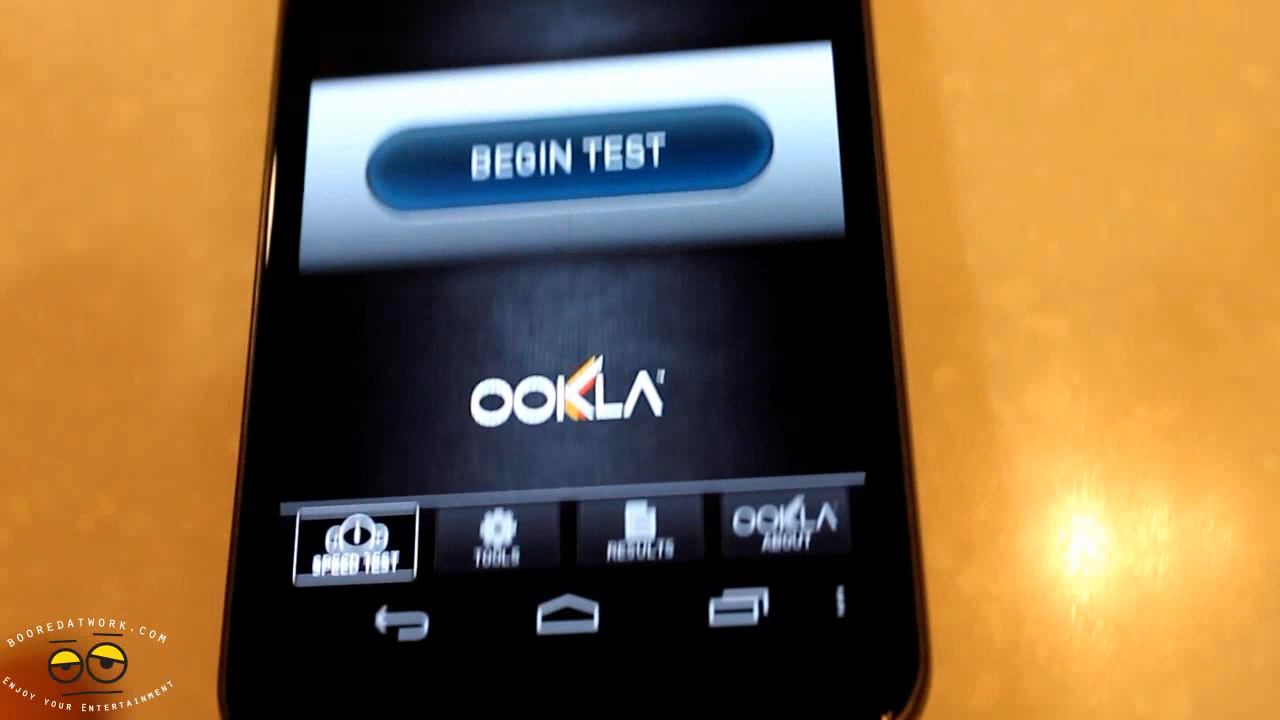 BEGIN TEST
OOKLA
SPEED TEST
TOOLS
RESULTS
OOKLA
ABOUT
BOOREDATWORK.COM
ENJOY YOUR ENTERTAINMENT